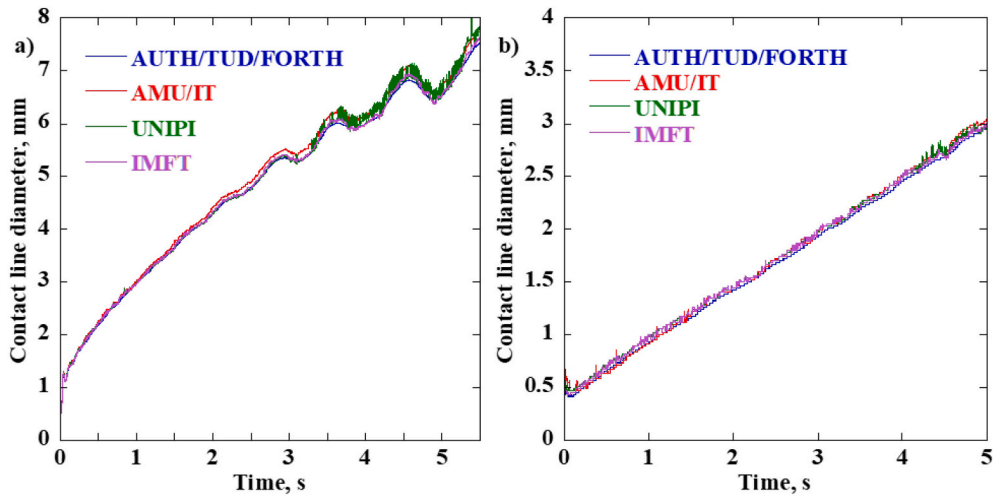 a)
AUTH/TUD/FORTH
AMU/IT
UNIPI
IMFT
Contact line diameter, mm
8
7
6
5
4
3
2
1
0
0
1
2
3
4
5
Time, s
b)
AUTH/TUD/FORTH
AMU/IT
UNIPI
IMFT
Contact line diameter, mm
4
3.5
3
2.5
2
1.5
1
0.5
0
0
1
2
3
4
5
Time, s